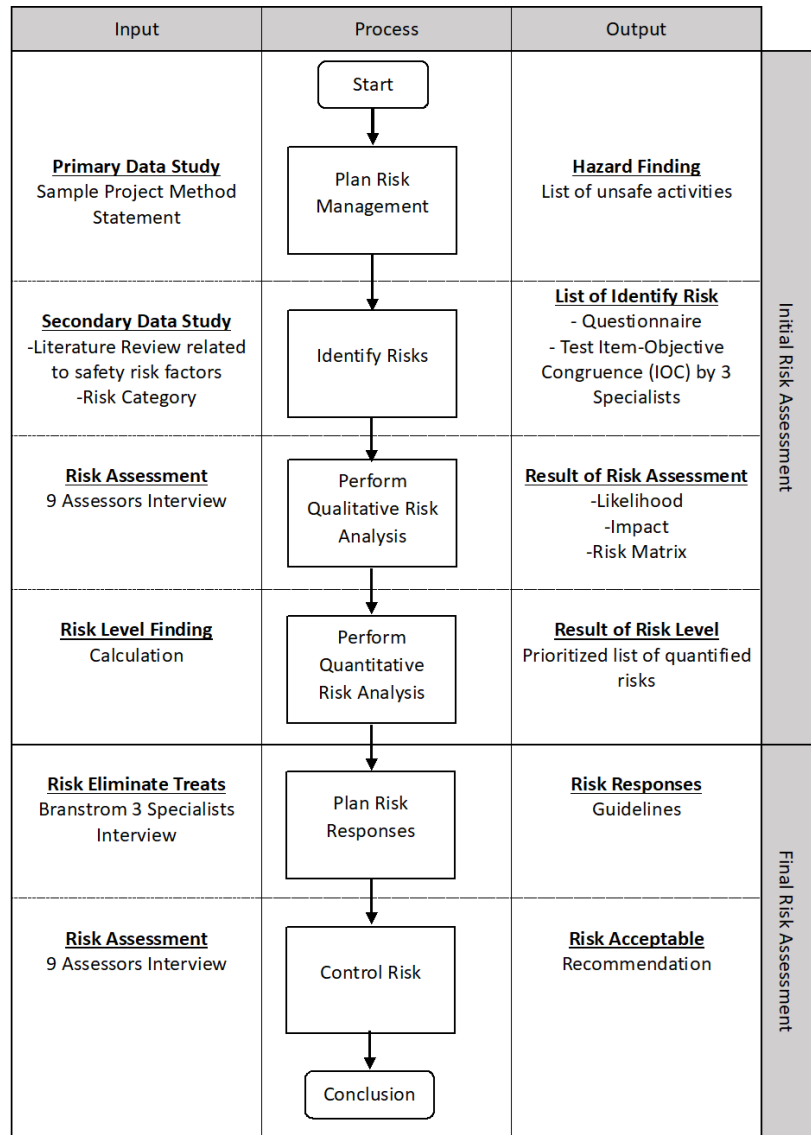 Input
Process
Output
Start
Primary Data Study
Sample Project Method
Statement
Plan Risk
Management
Hazard Finding
List of unsafe activities
Secondary Data Study
-Literature Review related
to safety risk factors
-Risk Category
Identify Risks
List of Identify Risk
- Questionnaire
- Test Item-Objective
Congruence (IOC) by 3
Specialists
Risk Assessment
9 Assessors Interview
Perform
Qualitative Risk
Analysis
Result of Risk Assessment
-Likelihood
-Impact
-Risk Matrix
Risk Level Finding
Calculation
Perform
Quantitative
Risk Analysis
Result of Risk Level
Prioritized list of quantified
risks
Initial Risk Assessment
Risk Eliminate Treats
Branstrom 3 Specialists
Interview
Plan Risk
Responses
Risk Responses
Guidelines
Risk Assessment
9 Assessors Interview
Control Risk
Risk Acceptable
Recommendation
Conclusion
Final Risk Assessment